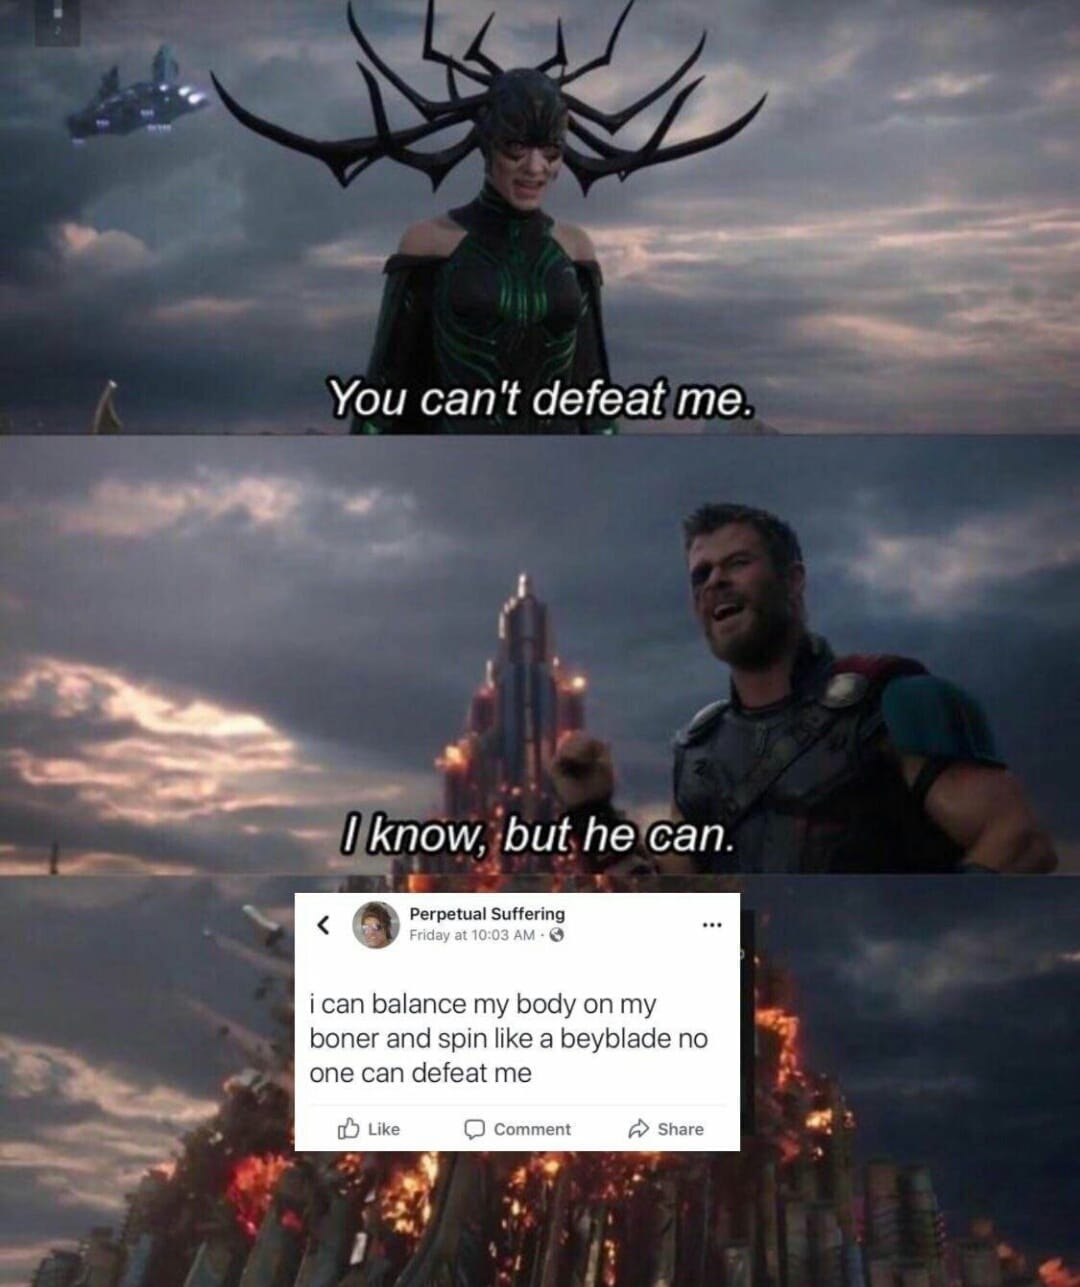 You can't defeat me.
I know, but he can.
Perpetual Suffering
Friday at 10:03 AM ·
i can balance my body on my
boner and spin like a beyblade no
one can defeat me
Like Comment Share